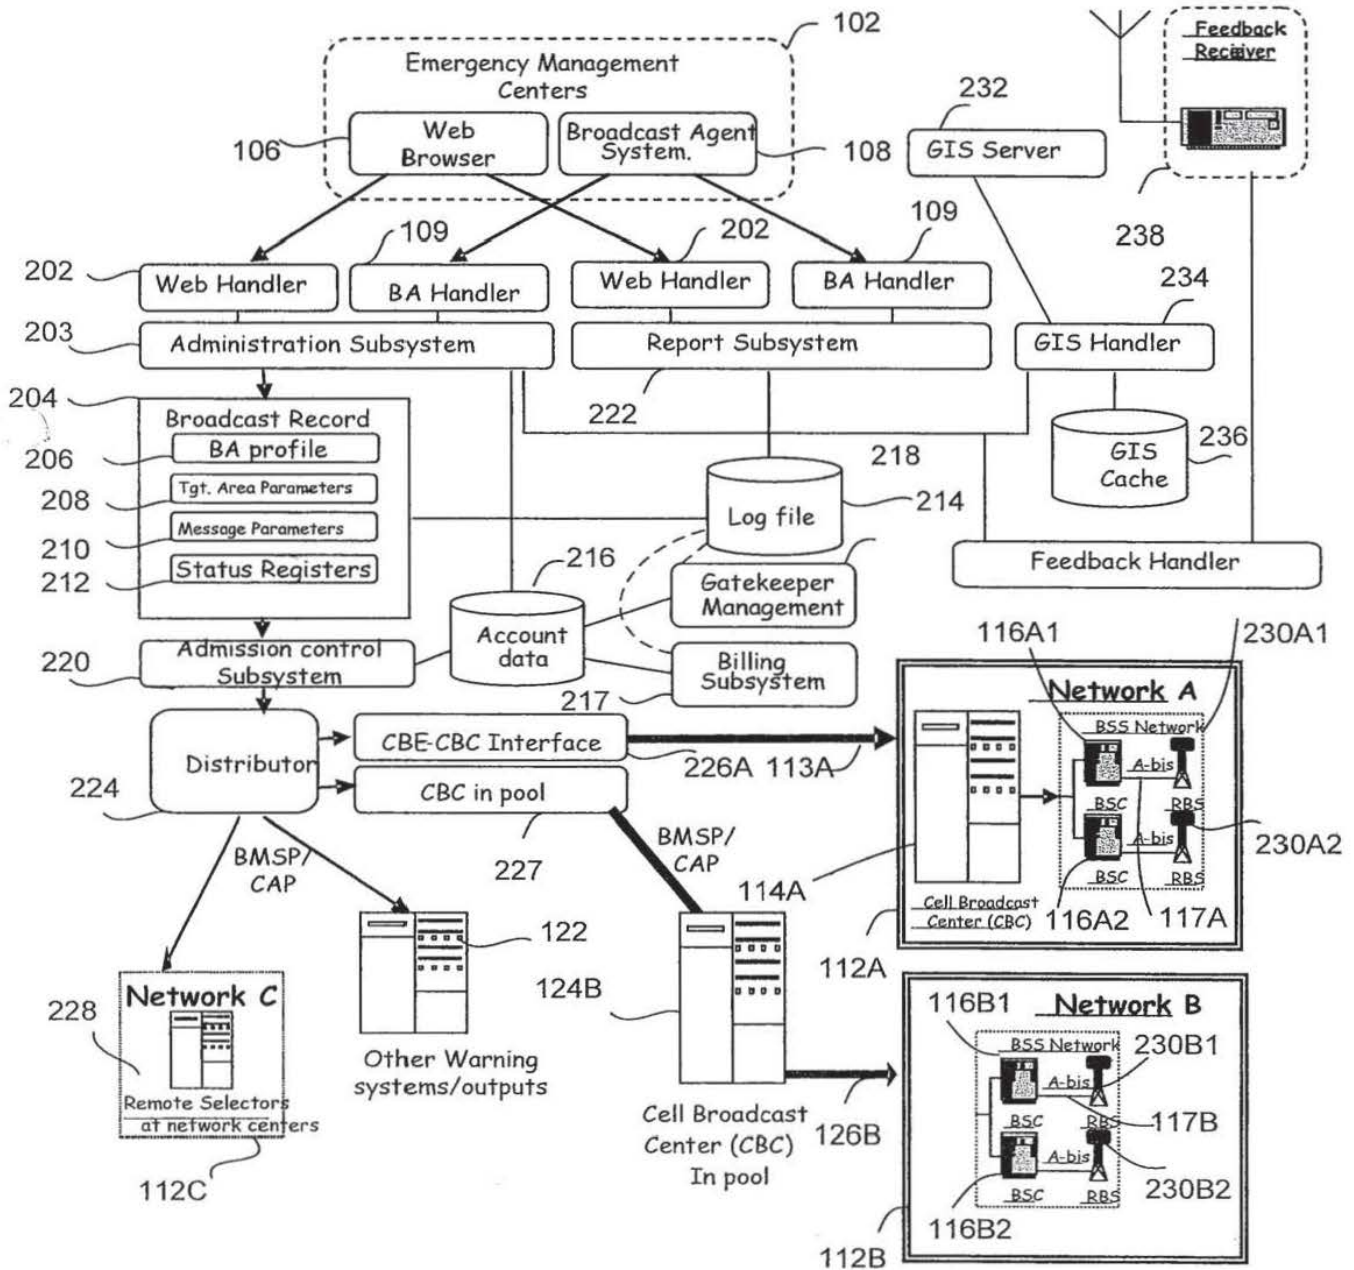 102
Emergency Management
Centers
Feedback
Receiver
106
Web
Browser
Broadcast Agent
System.
108
232
GIS Server
238
202
109
202
109
Web Handler
BA Handler
Web Handler
BA Handler
234
203
Administration Subsystem
Report Subsystem
GIS Handler
204
222
Broadcast Record
206
BA profile
208
Tgt. Area Parameters
210
Message Parameters
212
Status Registers
218
214
Log file
GIS
Cache
236
Feedback Handler
216
Gatekeeper
Management
Account
data
220
Admission control
Subsystem
217
Billing
Subsystem
116A1
230A1
Network A
BSS Network
A-bis
BSC
RBS
A-bis
BSC
RBS
230A2
Distributor
224
CBE-CBC Interface
226A
113A
CBC in pool
227
BMSP/
CAP
BMSP/
CAP
114A
Cell Broadcast
Center (CBC)
116A2
117A
112A
122
124B
Network C
228
Remote Selectors
at network centers
112C
Other Warning
systems/outputs
Cell Broadcast
Center (CBC)
In pool
126B
116B1
Network B
BSS Network
230B1
A-bis
BSC
RBS
117B
A-bis
BSC
RBS
230B2
116B2
112B